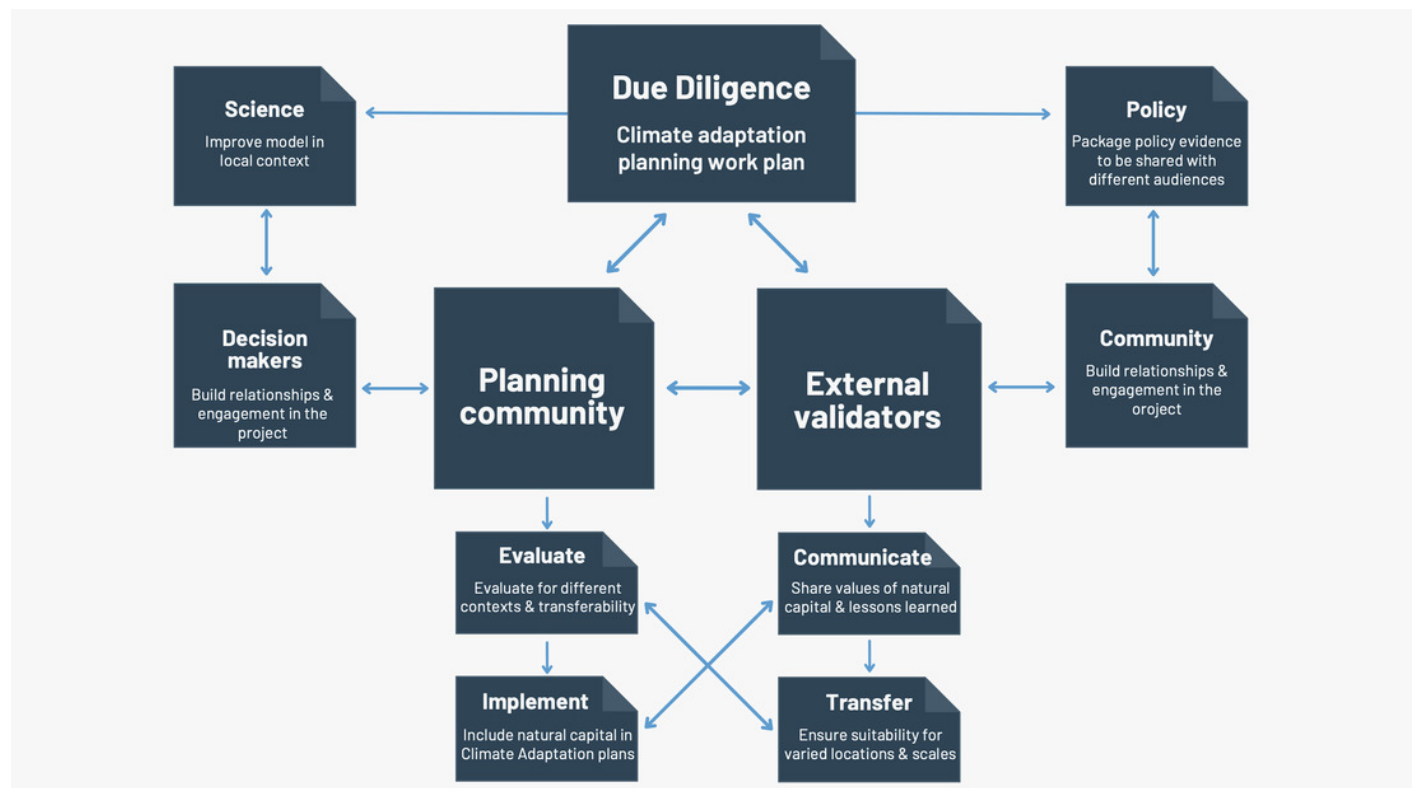 Due Diligence
Climate adaptation
planning work plan
Science
Improve model in
local context
Policy
Package policy evidence
to be shared with
different audiences
Decision
makers
Build relationships &
engagement in the
project
Planning
community
External
validators
Community
Build relationships &
engagement in the
oroject
Evaluate
Evaluate for different
contexts & transferability
Communicate
Share values of natural
capital & lessons learned
Implement
Include natural capital in
Climate Adaptation plans
Transfer
Ensure suitability for
varied locations & scales